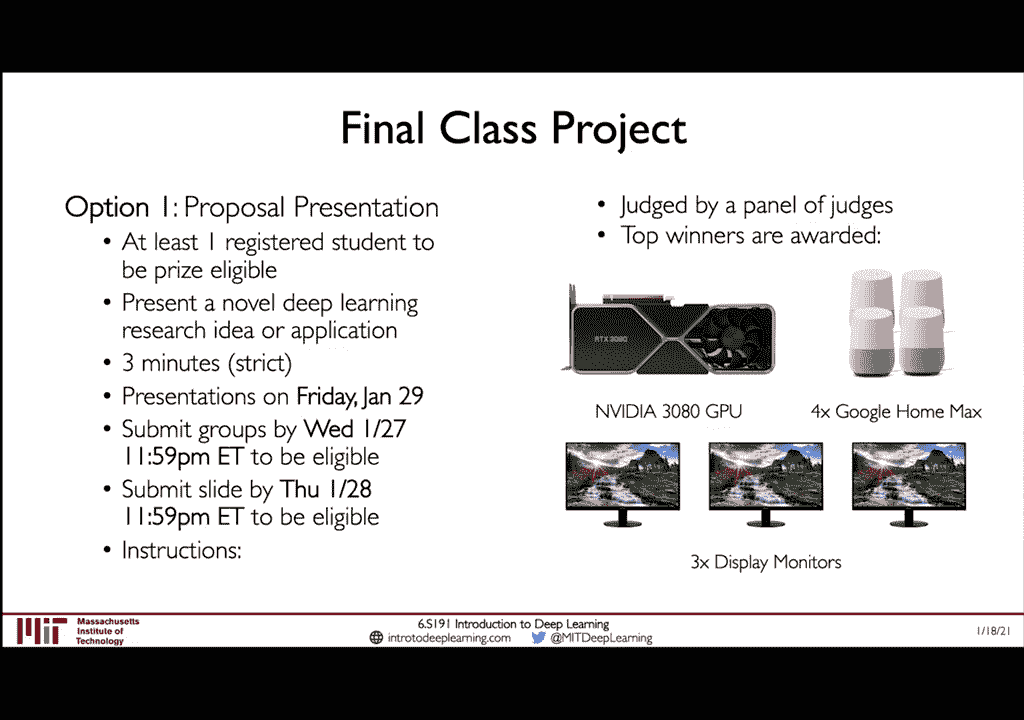 Final Class Project
Option 1: Proposal Presentation
• At least 1 registered student to
be prize eligible
• Present a novel deep learning
research idea or application
• 3 minutes (strict)
• Presentations on Friday, Jan 29
• Submit groups by Wed 1/27
11:59pm ET to be eligible
• Submit slide by Thu 1/28
11:59pm ET to be eligible
• Instructions:
• Judged by a panel of judges
• Top winners are awarded:
RTX 3080
NVIDIA 3080 GPU
4x Google Home Max
3x Display Monitors
MIT
Massachusetts
Institute of
Technology
6.S191 Introduction to Deep Learning
introtodeeplearning.com
@MITDeepLearning
1/18/21